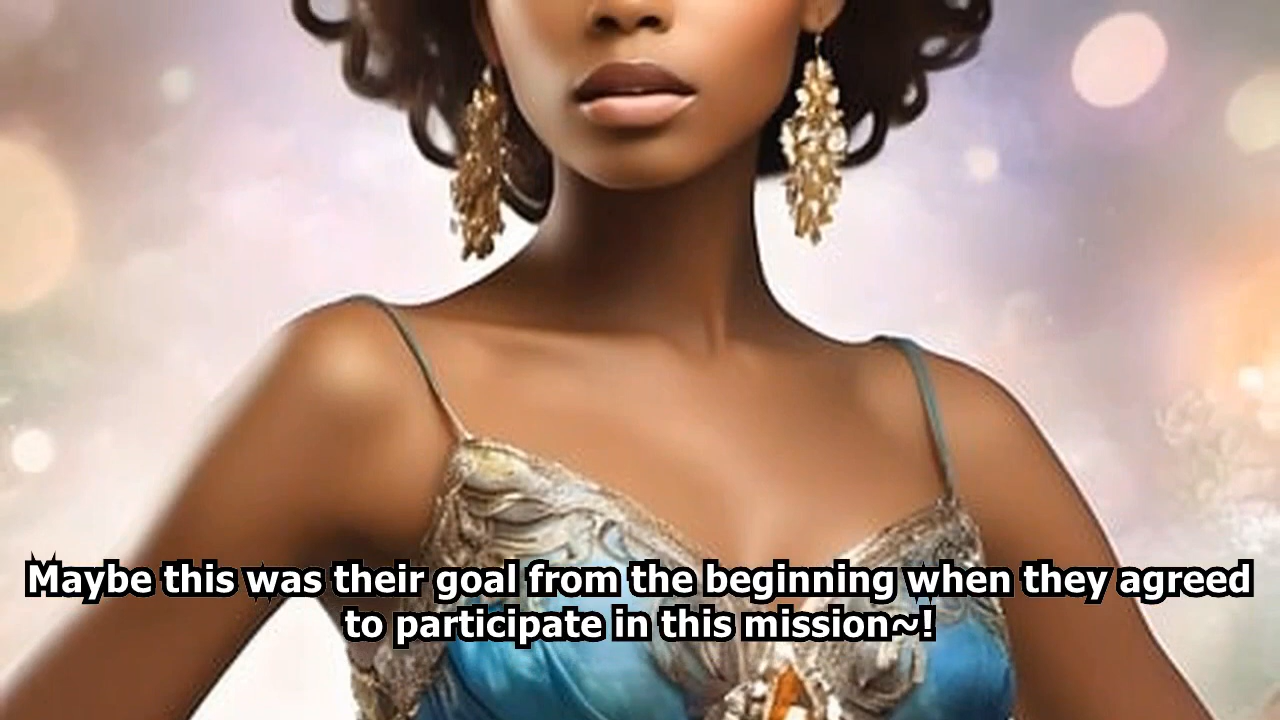 Maybe this was their goal from the beginning when they agreed
to participate in this mission~!